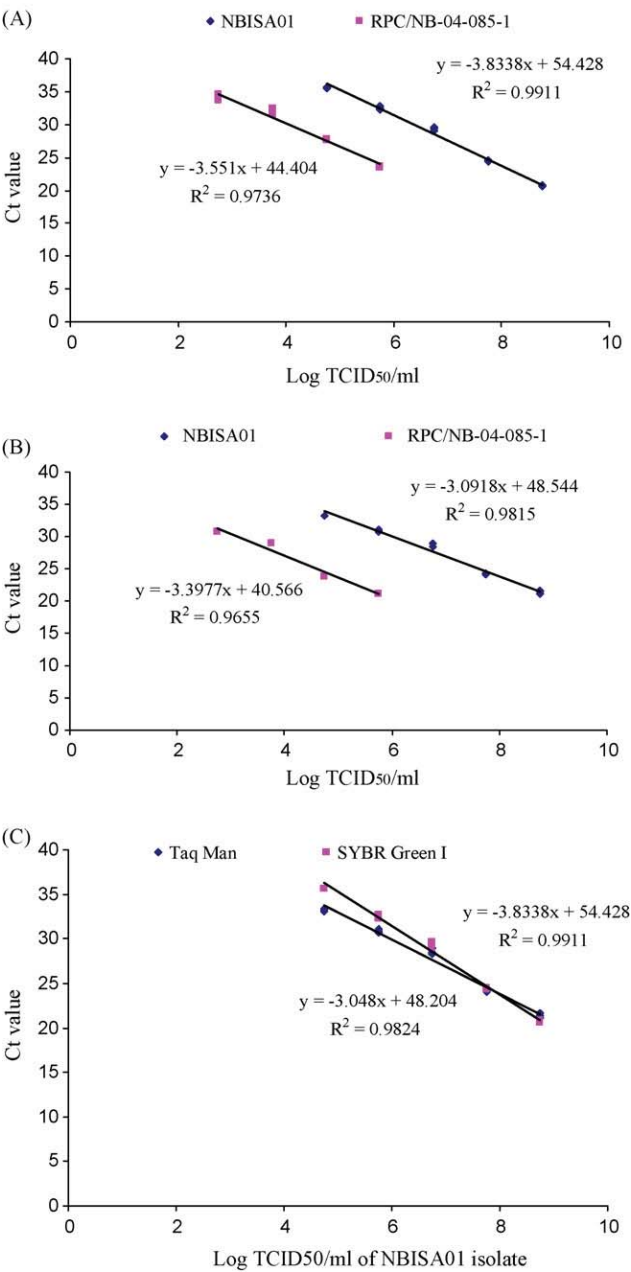 (A)
NBISA01 RPC/NB-04-085-1
40
35
30
25
20
15
10
5
0
Ct value
y = -3.8338x + 54.428
R² = 0.9911
y = -3.551x + 44.404
R² = 0.9736
0 2 4 6 8 10
Log TCID50/ml
(B)
NBISA01 RPC/NB-04-085-1
40
35
30
25
20
15
10
5
0
Ct value
y = -3.0918x + 48.544
R² = 0.9815
y = -3.3977x + 40.566
R² = 0.9655
0 2 4 6 8 10
Log TCID50/ml
(C)
Taq Man SYBR Green I
40
35
30
25
20
15
10
5
0
Ct value
y = -3.8338x + 54.428
R² = 0.9911
y = -3.048x + 48.204
R² = 0.9824
0 2 4 6 8 10
Log TCID50/ml of NBISA01 isolate